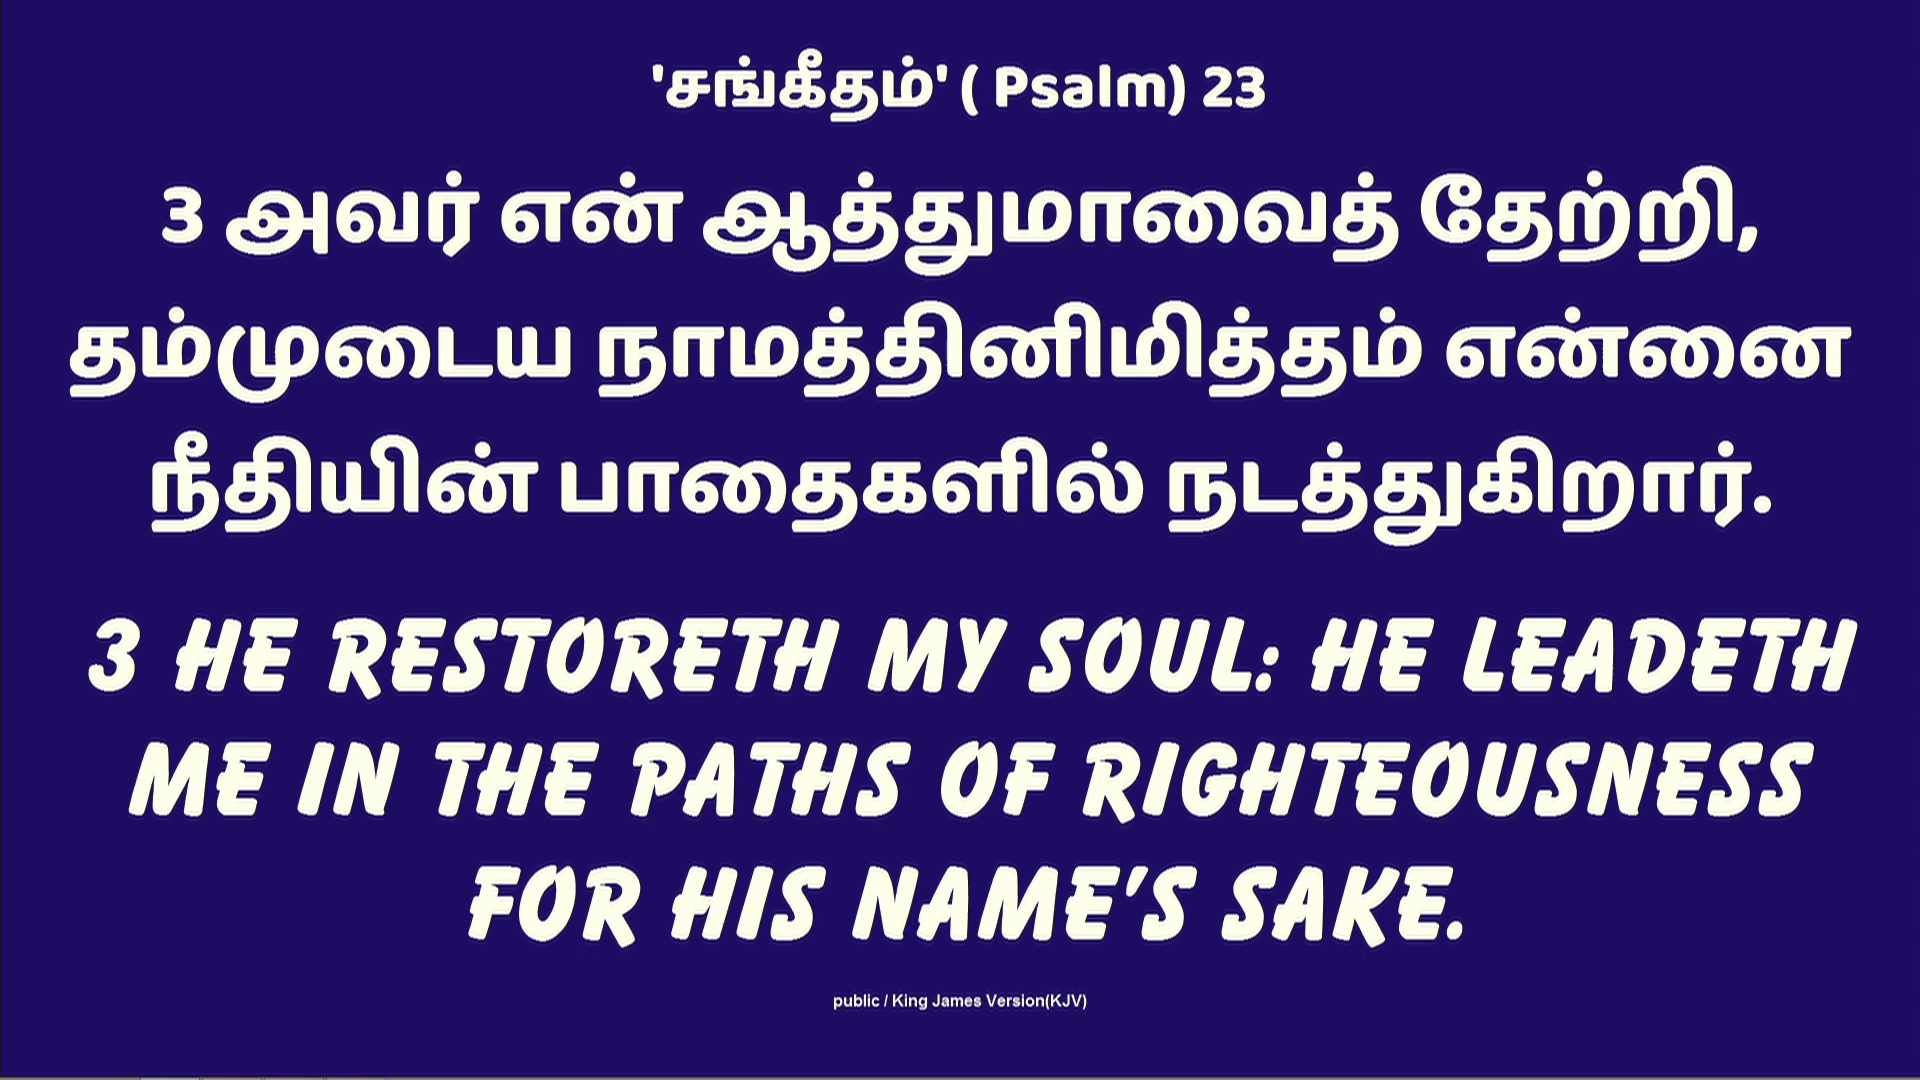 'சங்கீதம்' ( Psalm) 23
3 அவர் என் ஆத்துமாவைத் தேற்றி,
தம்முடைய நாமத்தினிமித்தம் என்னை
நீதியின் பாதைகளில் நடத்துகிறார்.
3 HE RESTORETH MY SOUL: HE LEADETH
ME IN THE PATHS OF RIGHTEOUSNESS
FOR HIS NAME'S SAKE.
public / King James Version(KJV)